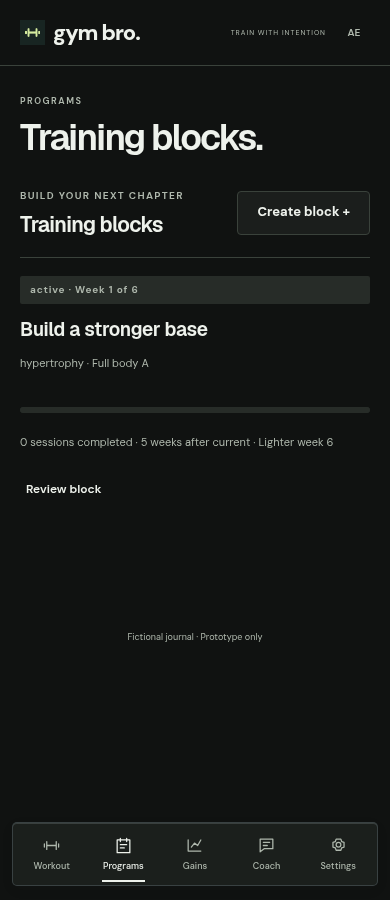 gym bro.
TRAIN WITH INTENTION
AE
PROGRAMS
Training blocks.
BUILD YOUR NEXT CHAPTER
Training blocks
Create block +
active · Week 1 of 6
Build a stronger base
hypertrophy · Full body A
0 sessions completed · 5 weeks after current · Lighter week 6
Review block
Fictional journal · Prototype only
Workout
Programs
Gains
Coach
Settings